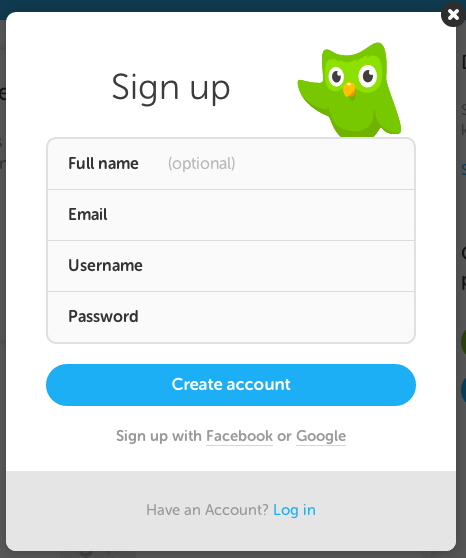 Sign up
Full name (optional)
Email
Username
Password
Create account
Sign up with Facebook or Google
Have an Account? Log in